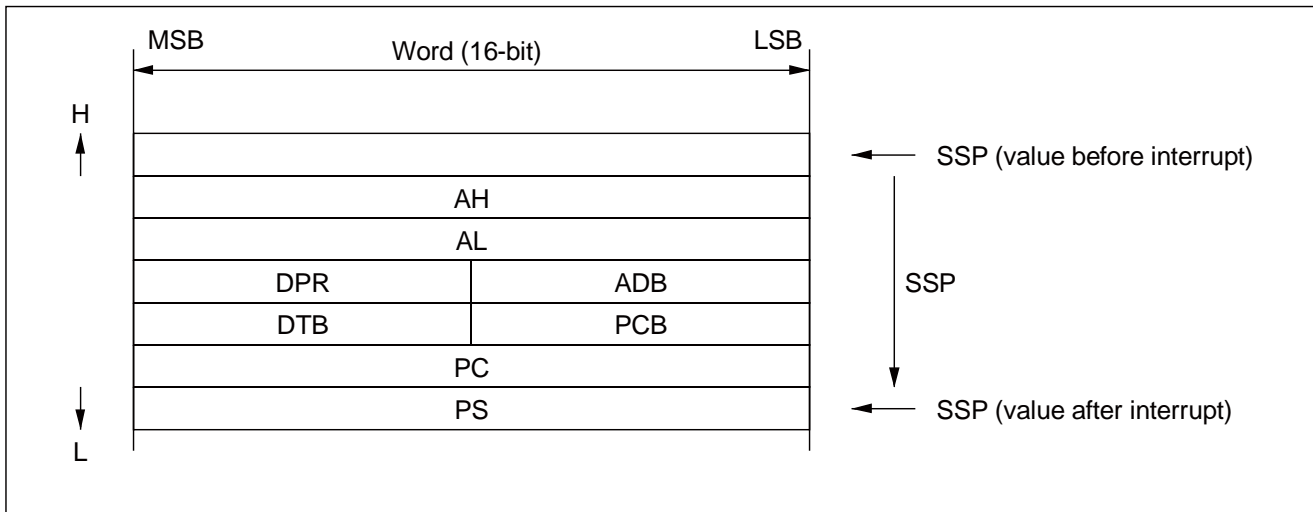 MSB
LSB
Word (16-bit)
H
SSP (value before interrupt)
AH
AL
DPR
ADB
SSP
DTB
PCB
PC
PS
SSP (value after interrupt)
L